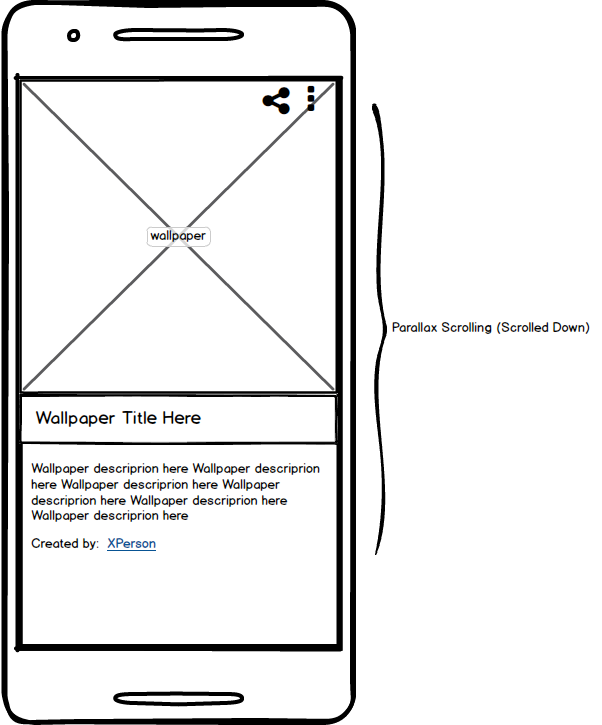 wallpaper
Parallax Scrolling (Scrolled Down)
Wallpaper Title Here
Wallpaper descriprion here Wallpaper descriprion
here Wallpaper descriprion here Wallpaper
descriprion here Wallpaper descriprion here
Wallpaper descriprion here
Created by: XPerson